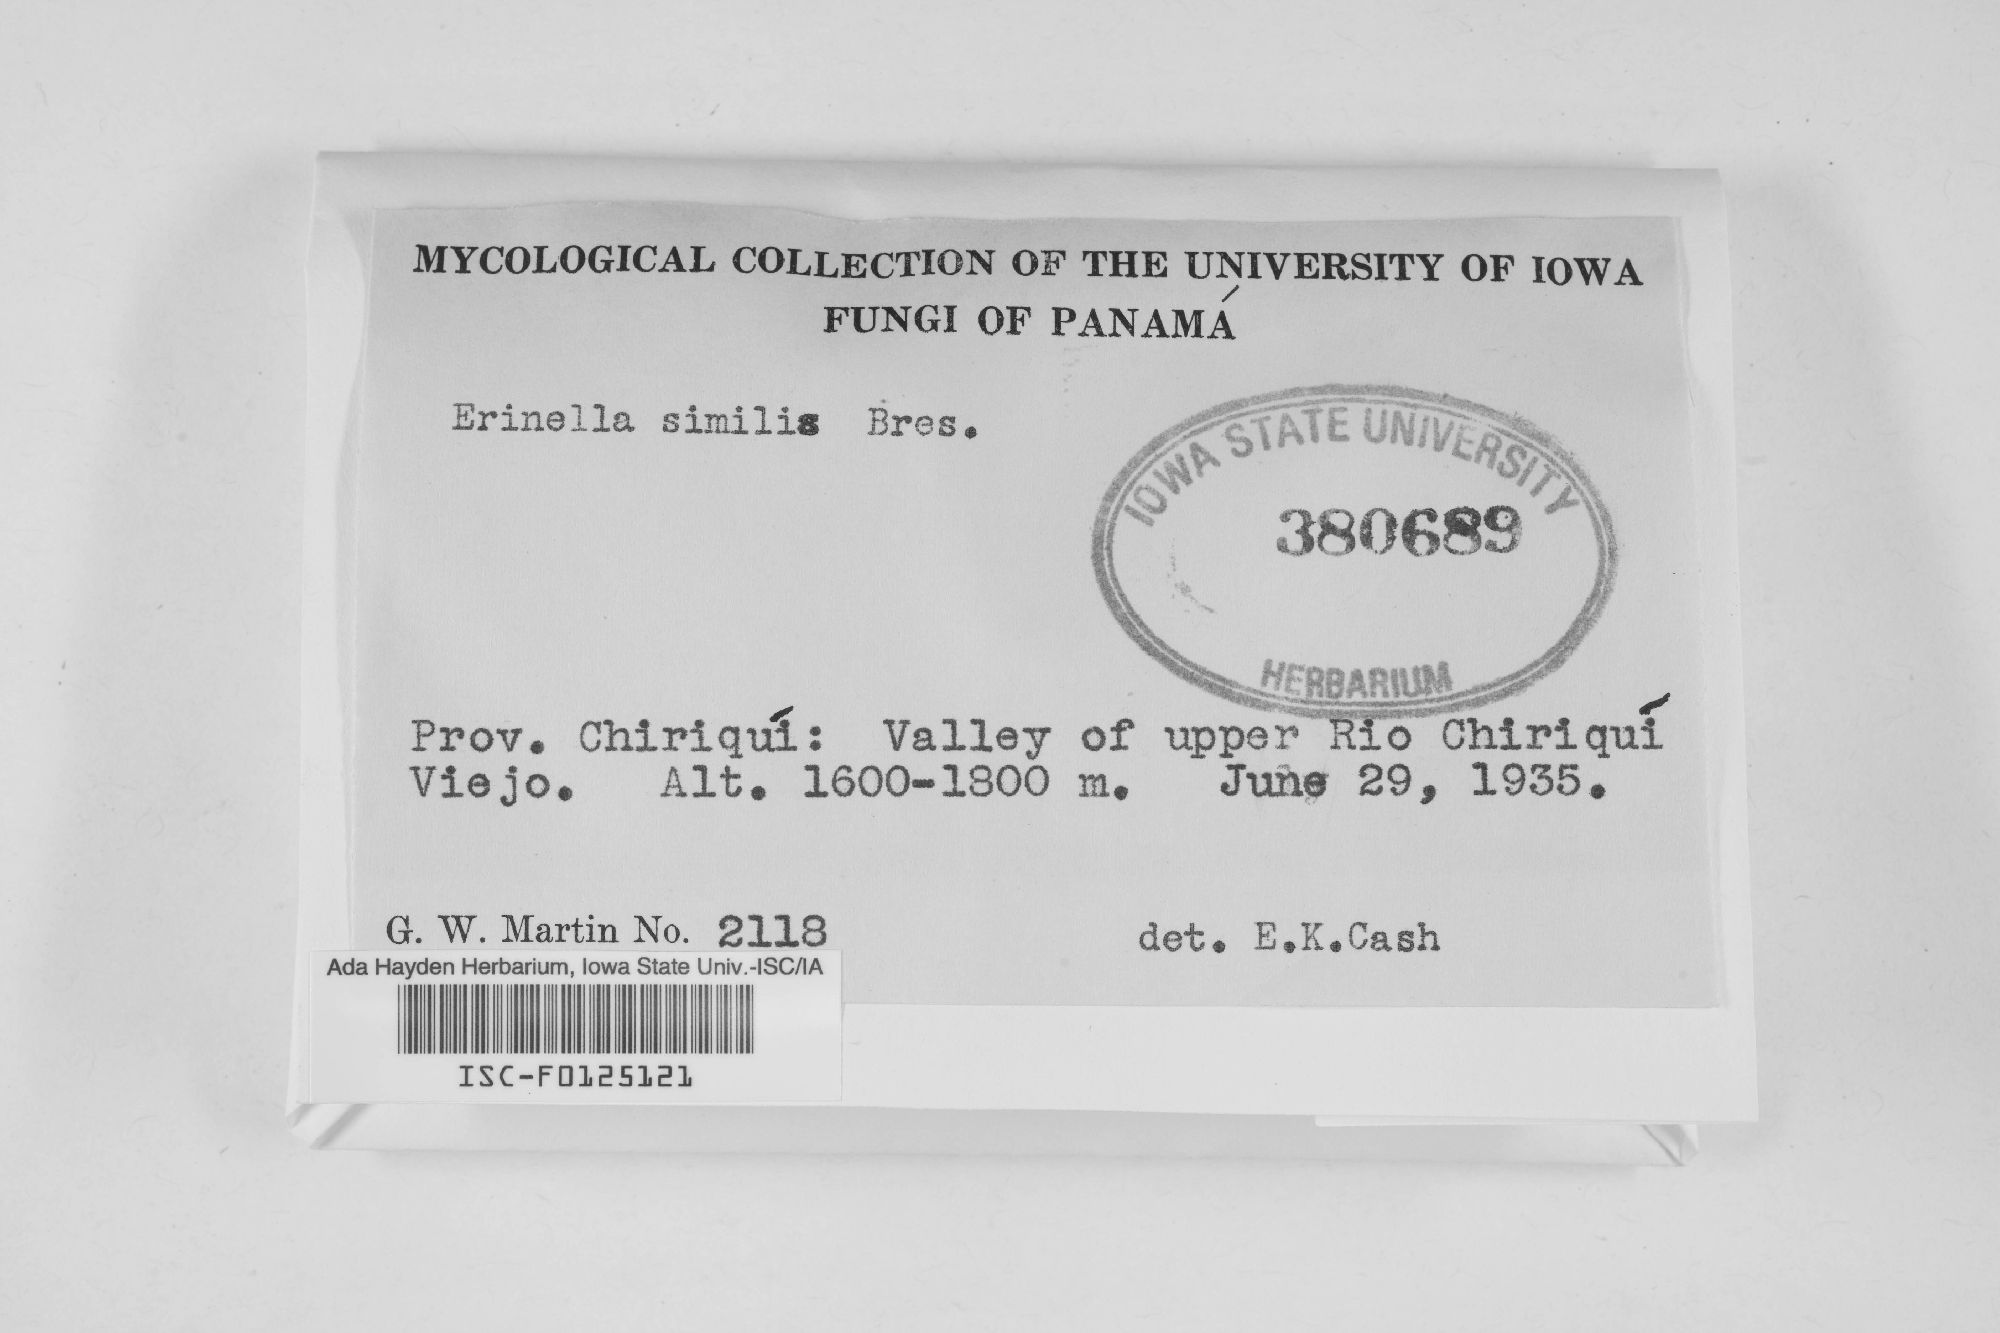 MYCOLOGICAL COLLECTION OF THE UNIVERSITY OF IOWA
FUNGI OF PANAMÁ
Erinella similis Bres.
IOWA STATE UNIVERSITY
380689
HERBARIUM
Prov. Chiriquí: Valley of upper Rio Chiriquí
Viejo. Alt. 1600-1800 m. June 29, 1935.
G. W. Martin No. 2118
det. E.K.Cash
Ada Hayden Herbarium, Iowa State Univ.-ISC/IA
ISC-F0125121